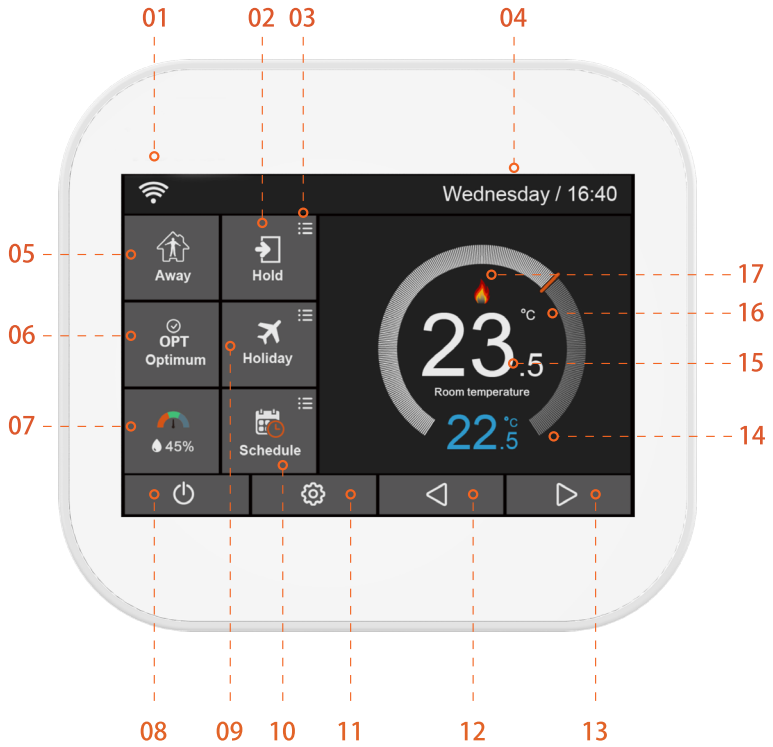 01
02
03
04
Wednesday / 16:40
05
Away
Hold
17
16
°C
06
OPT
Optimum
Holiday
23.5
15
Room temperature
07
45%
Schedule
22.5
°C
14
08
09
10
11
12
13